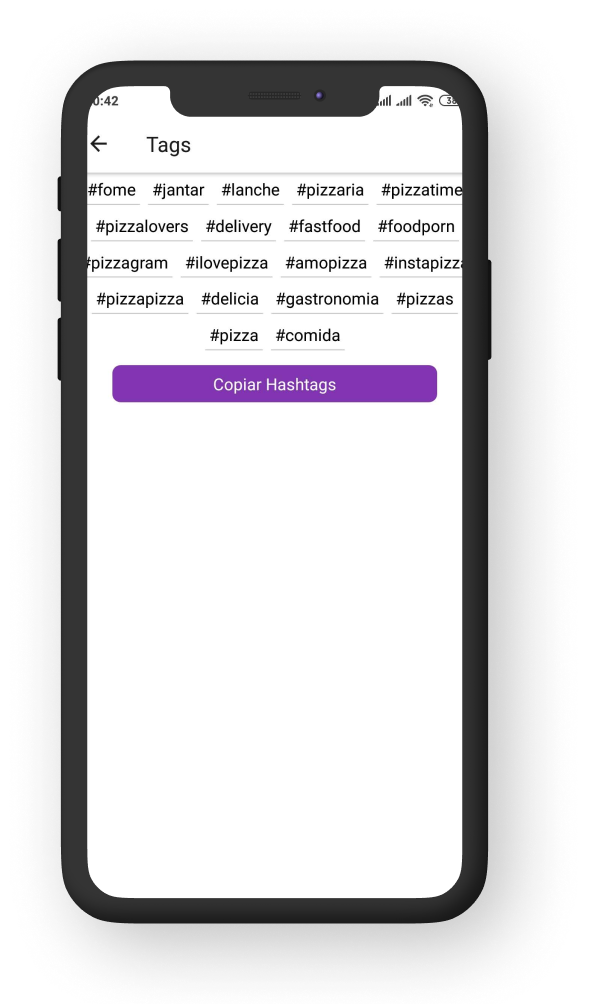 0:42
Tags
#fome #jantar #lanche #pizzaria #pizzatime
#pizzalovers #delivery #fastfood #foodporn
#pizzagram #ilovepizza #amopizza #instapizza
#pizzapizza #delicia #gastronomia #pizzas
#pizza #comida
Copiar Hashtags